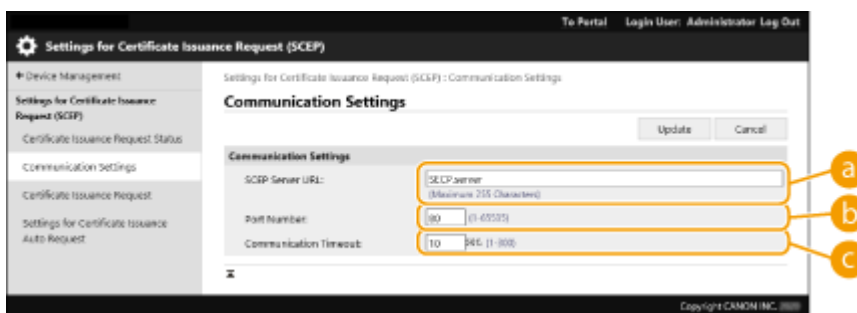 To Portal Login User: Administrator Log Out
Settings for Certificate Issuance Request (SCEP)
Device Management
Settings for Certificate Issuance Request (SCEP) : Communication Settings
Settings for Certificate Issuance
Request (SCEP)
Communication Settings
Certificate Issuance Request Status
Update Cancel
Communication Settings
Communication Settings
SCEP Server URL:
SECP.server
(Maximum 255 Characters)
a
Certificate Issuance Request
Port Number:
80 (1-65535)
b
Settings for Certificate Issuance
Auto Request
Communication Timeout:
10 sec. (1-300)
c
Copyright CANON INC.